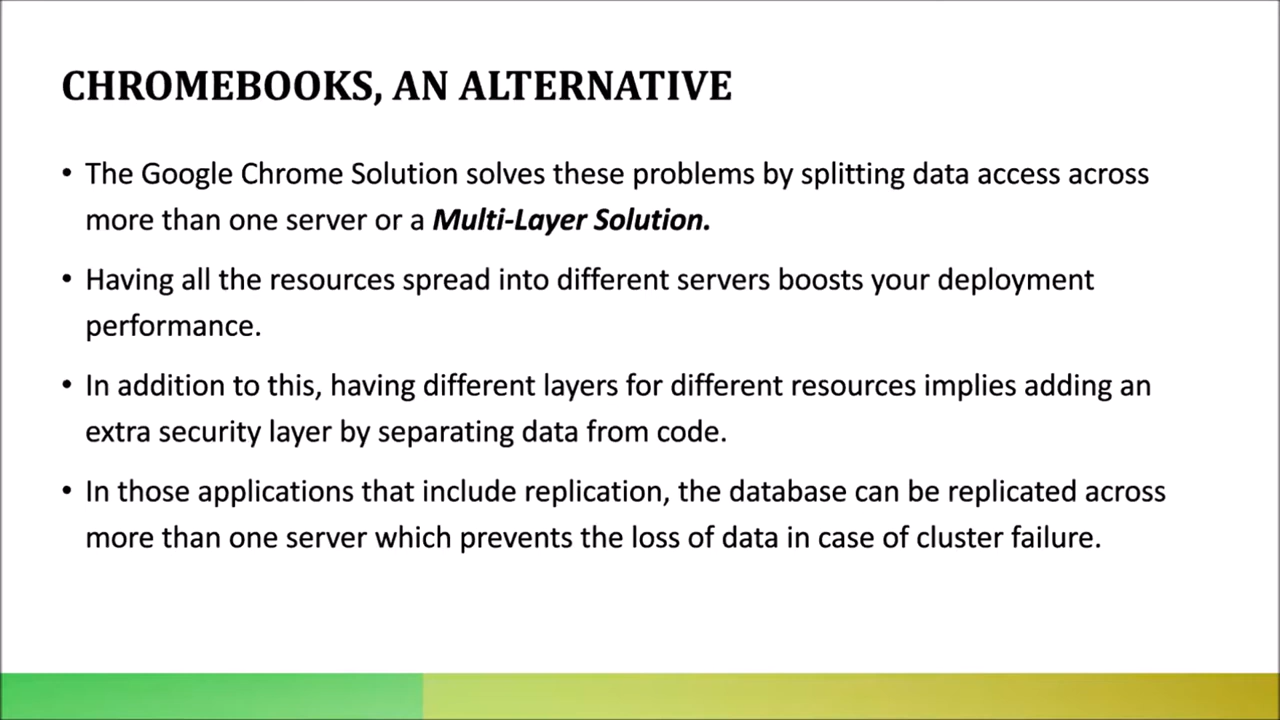 CHROMEBOOKS, AN ALTERNATIVE
• The Google Chrome Solution solves these problems by splitting data access across
more than one server or a Multi-Layer Solution.
• Having all the resources spread into different servers boosts your deployment
performance.
• In addition to this, having different layers for different resources implies adding an
extra security layer by separating data from code.
• In those applications that include replication, the database can be replicated across
more than one server which prevents the loss of data in case of cluster failure.